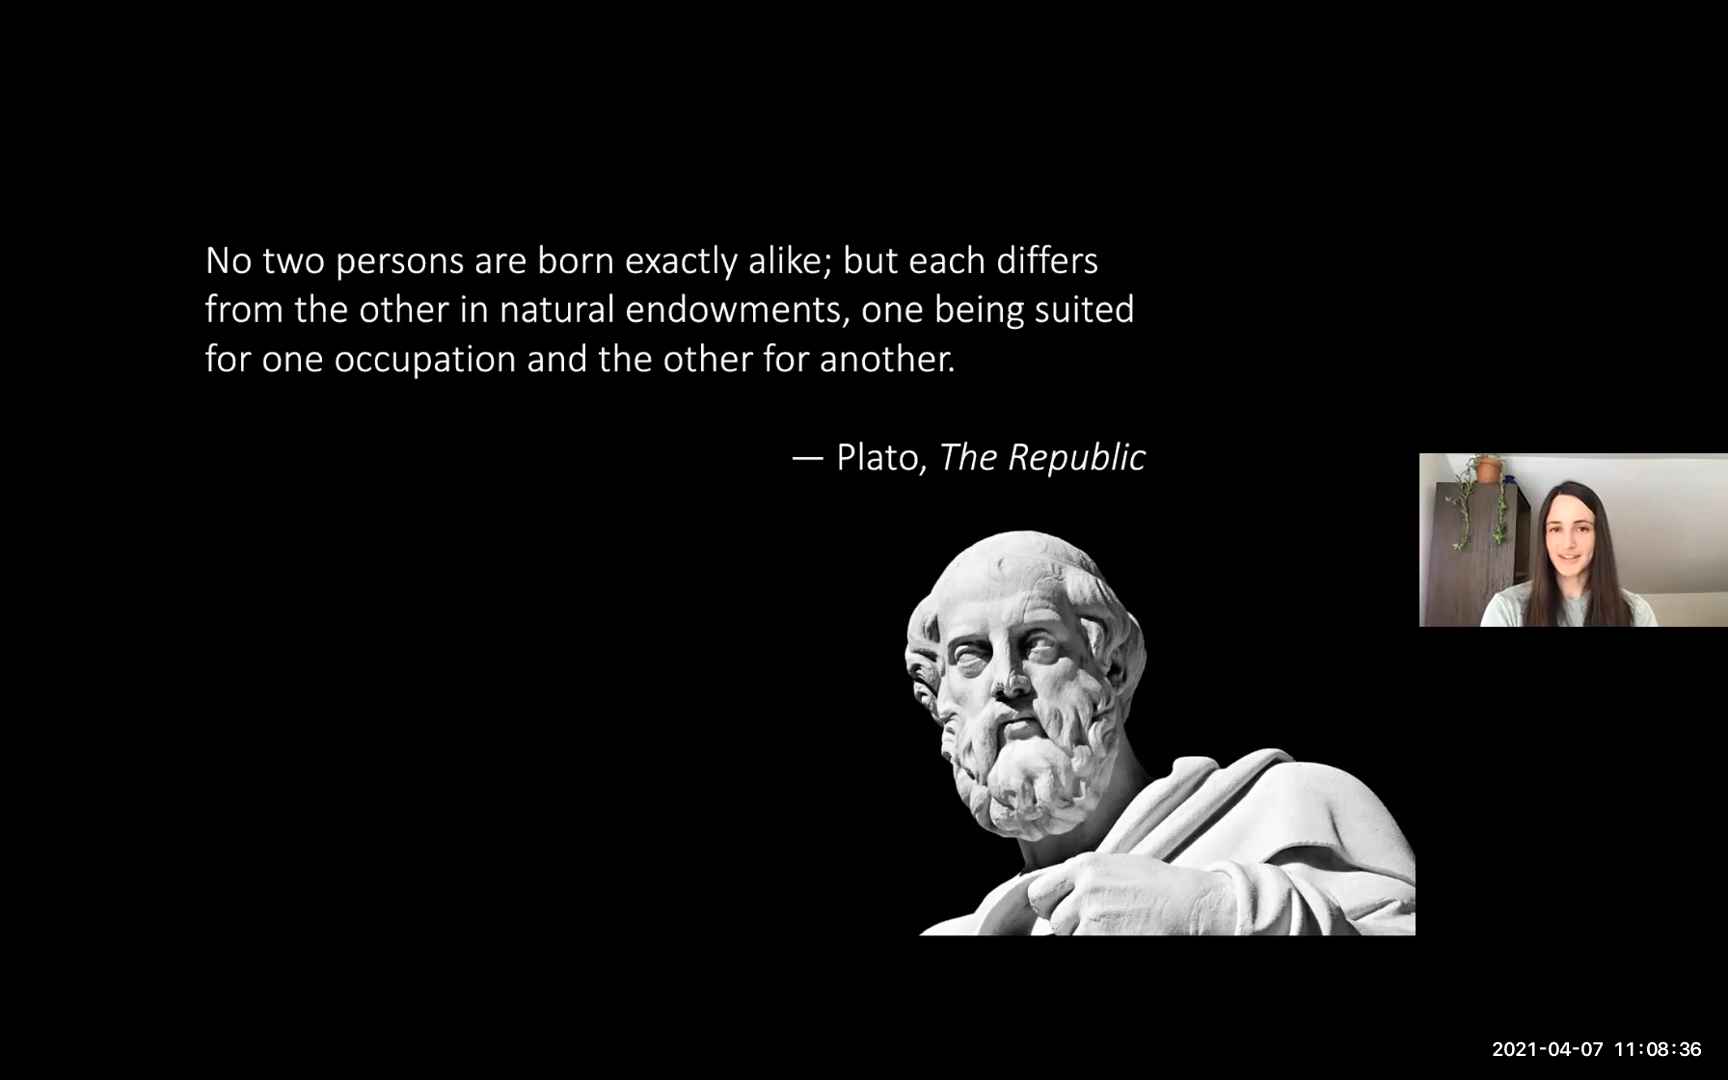 No two persons are born exactly alike; but each differs
from the other in natural endowments, one being suited
for one occupation and the other for another.
— Plato, The Republic
2021-04-07 11:08:36